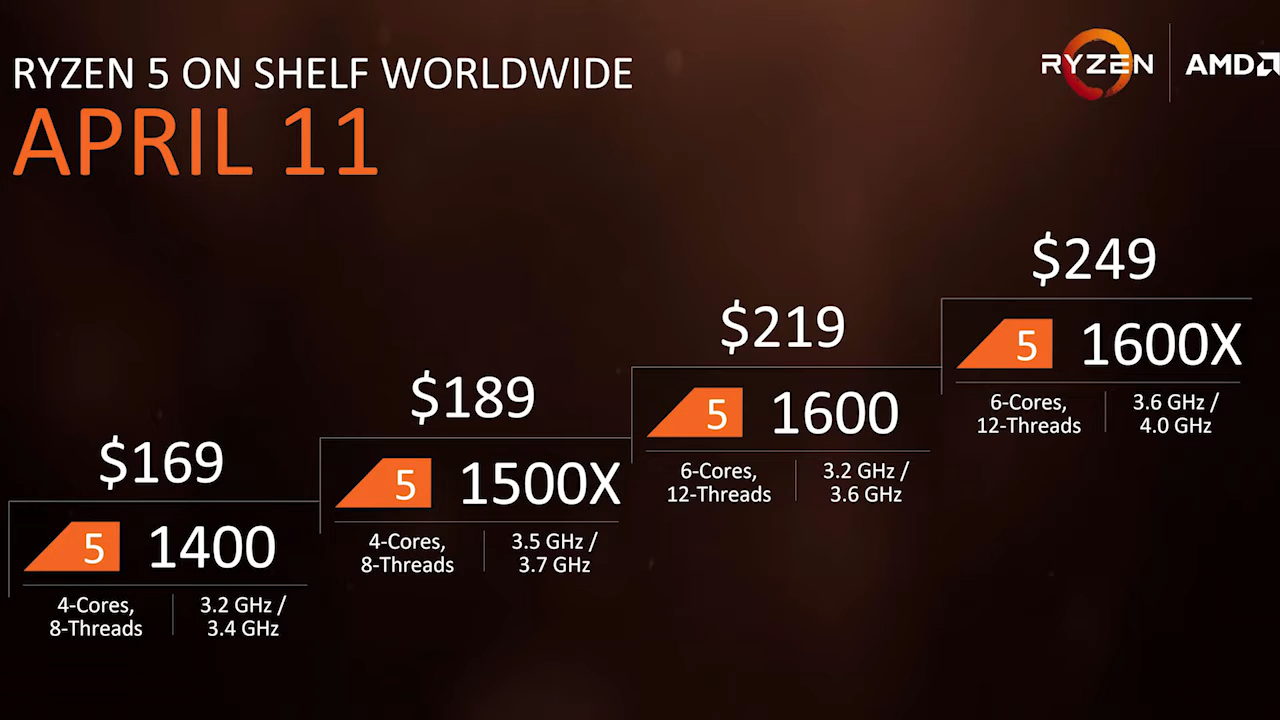 RYZEN 5 ON SHELF WORLDWIDE
APRIL 11
RYZEN
AMD
$169
5 1400
4-Cores,
8-Threads
3.2 GHz /
3.4 GHz
$189
5 1500X
4-Cores,
8-Threads
3.5 GHz /
3.7 GHz
$219
5 1600
6-Cores,
12-Threads
3.2 GHz /
3.6 GHz
$249
5 1600X
6-Cores,
12-Threads
3.6 GHz /
4.0 GHz